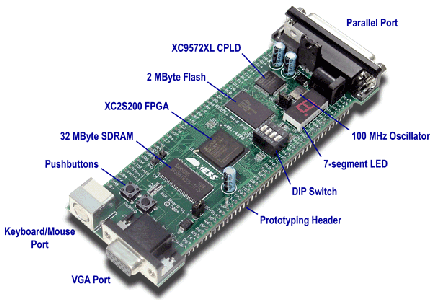 Parallel Port
XC9572XL CPLD
2 MByte Flash
XC2S200 FPGA
32 MByte SDRAM
Pushbuttons
100 MHz Oscillator
7-segment LED
DIP Switch
Prototyping Header
Keyboard/Mouse
Port
VGA Port